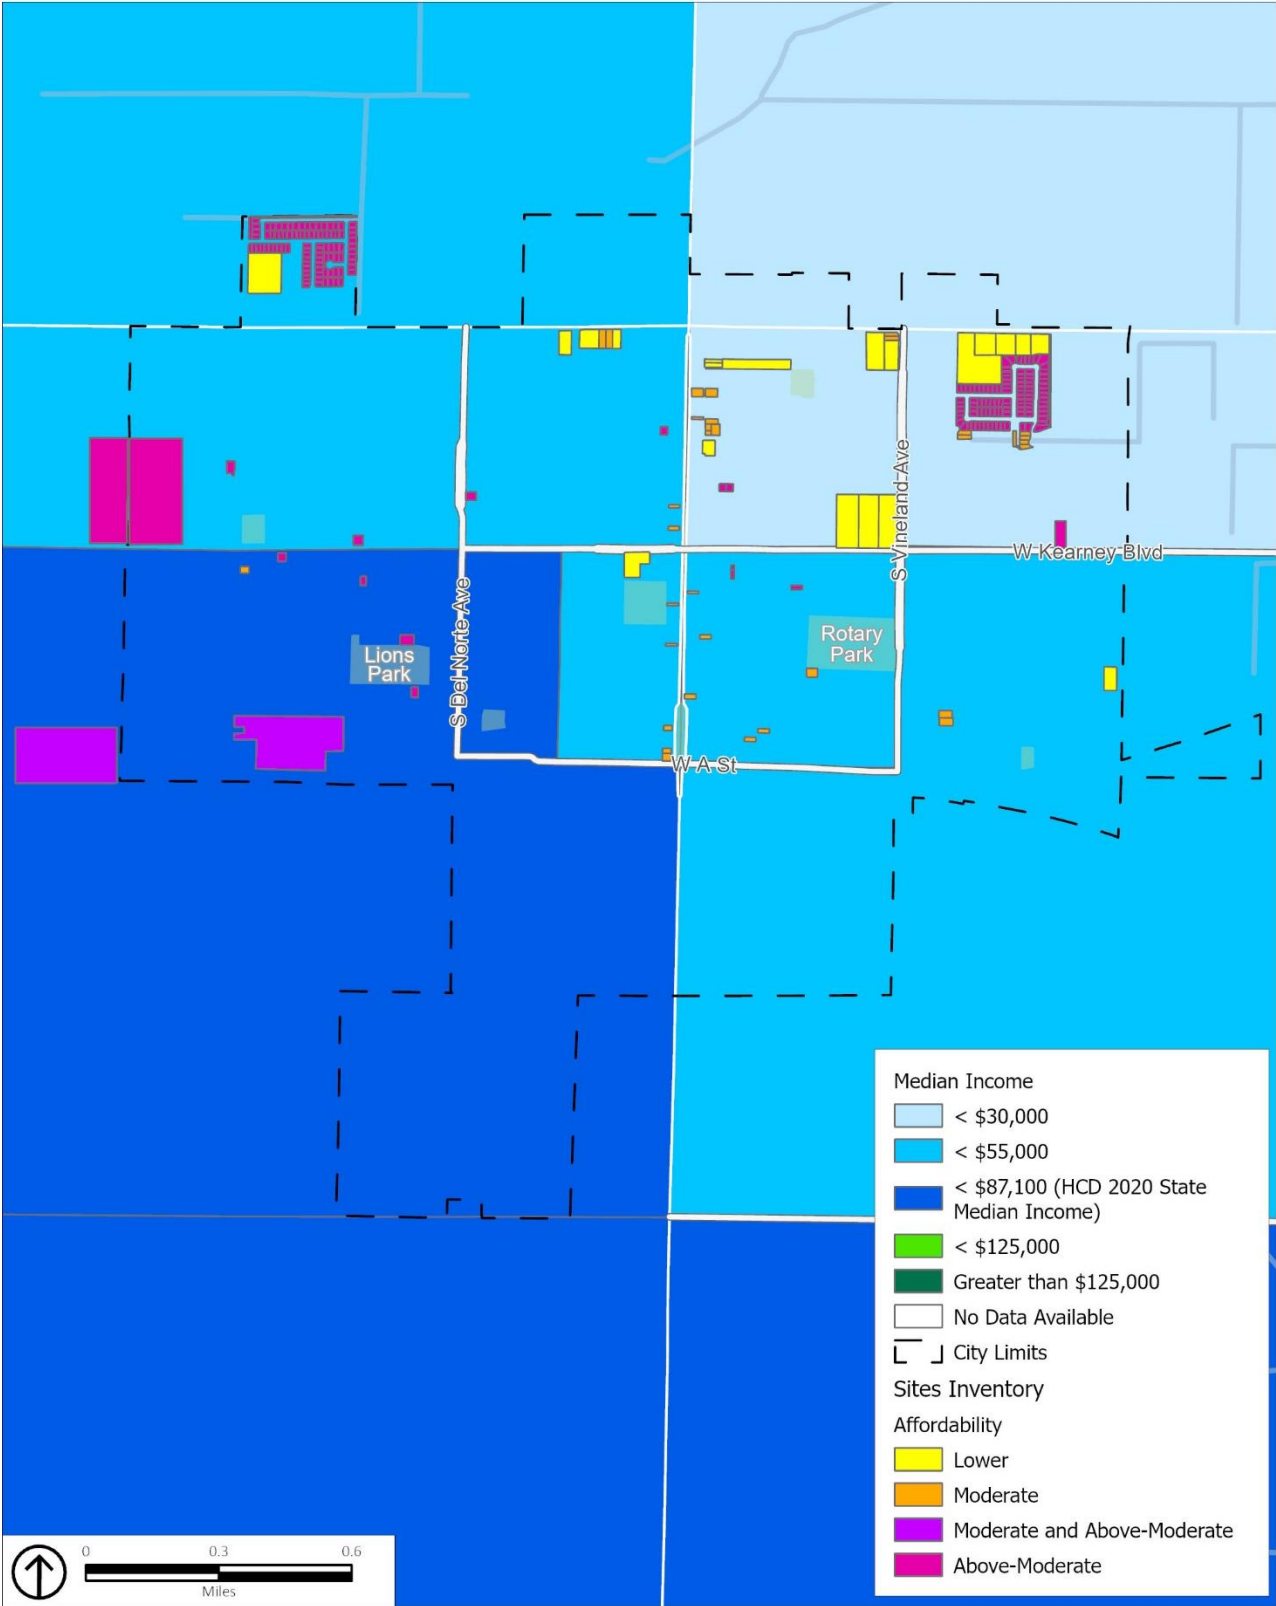 S Vineland Ave
W Kearney Blvd
S Del Norte Ave
Rotary
Park
Lions
Park
W A St
Median Income
< $30,000
< $55,000
< $87,100 (HCD 2020 State
Median Income)
< $125,000
Greater than $125,000
No Data Available
City Limits
Sites Inventory
Affordability
Lower
Moderate
Moderate and Above-Moderate
Above-Moderate
0 0.3 0.6
Miles